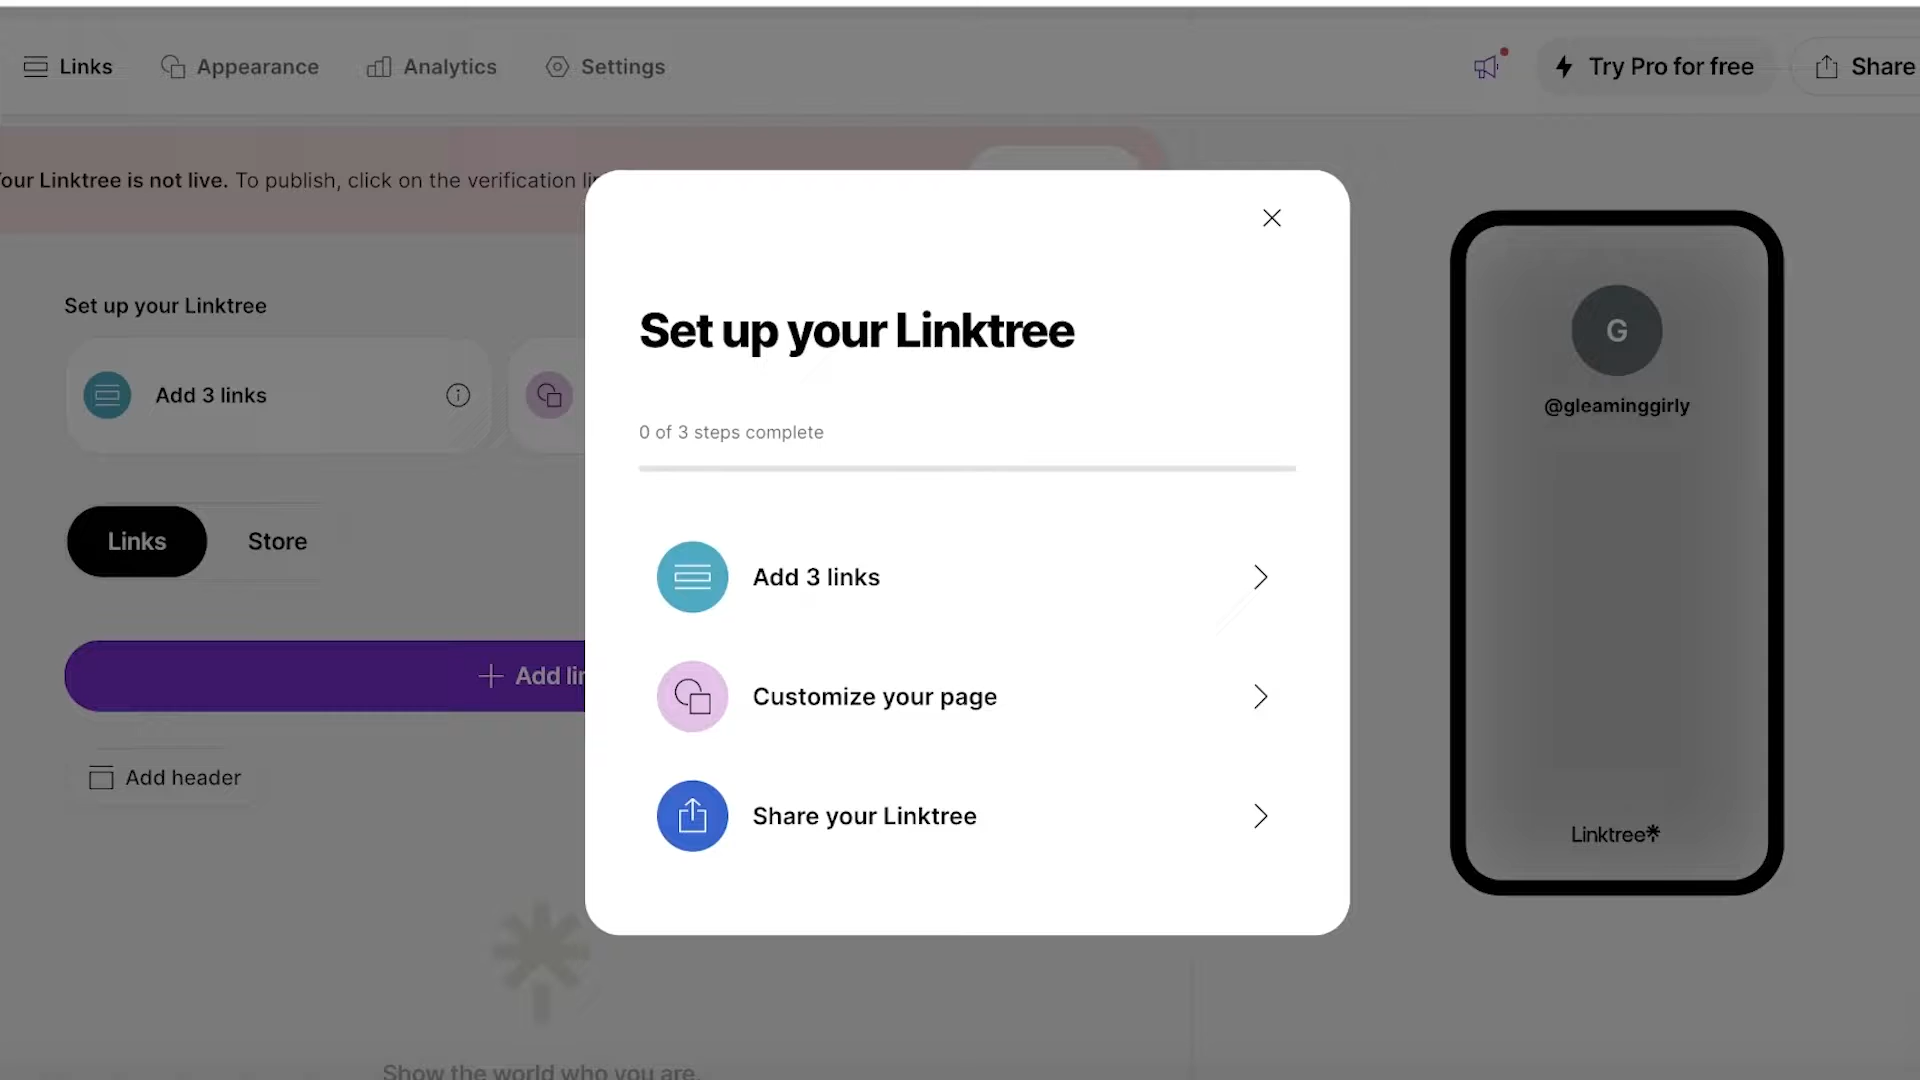 Links Appearance Analytics Settings Try Pro for free Share
our Linktree is not live. To publish, click on the verification
Set up your Linktree
Add 3 links
Links Store
Add
Add header
Show the world who you are.
Set up your Linktree
0 of 3 steps complete
Add 3 links
Customize your page
Share your Linktree
G
@gleaminggirly
Linktree